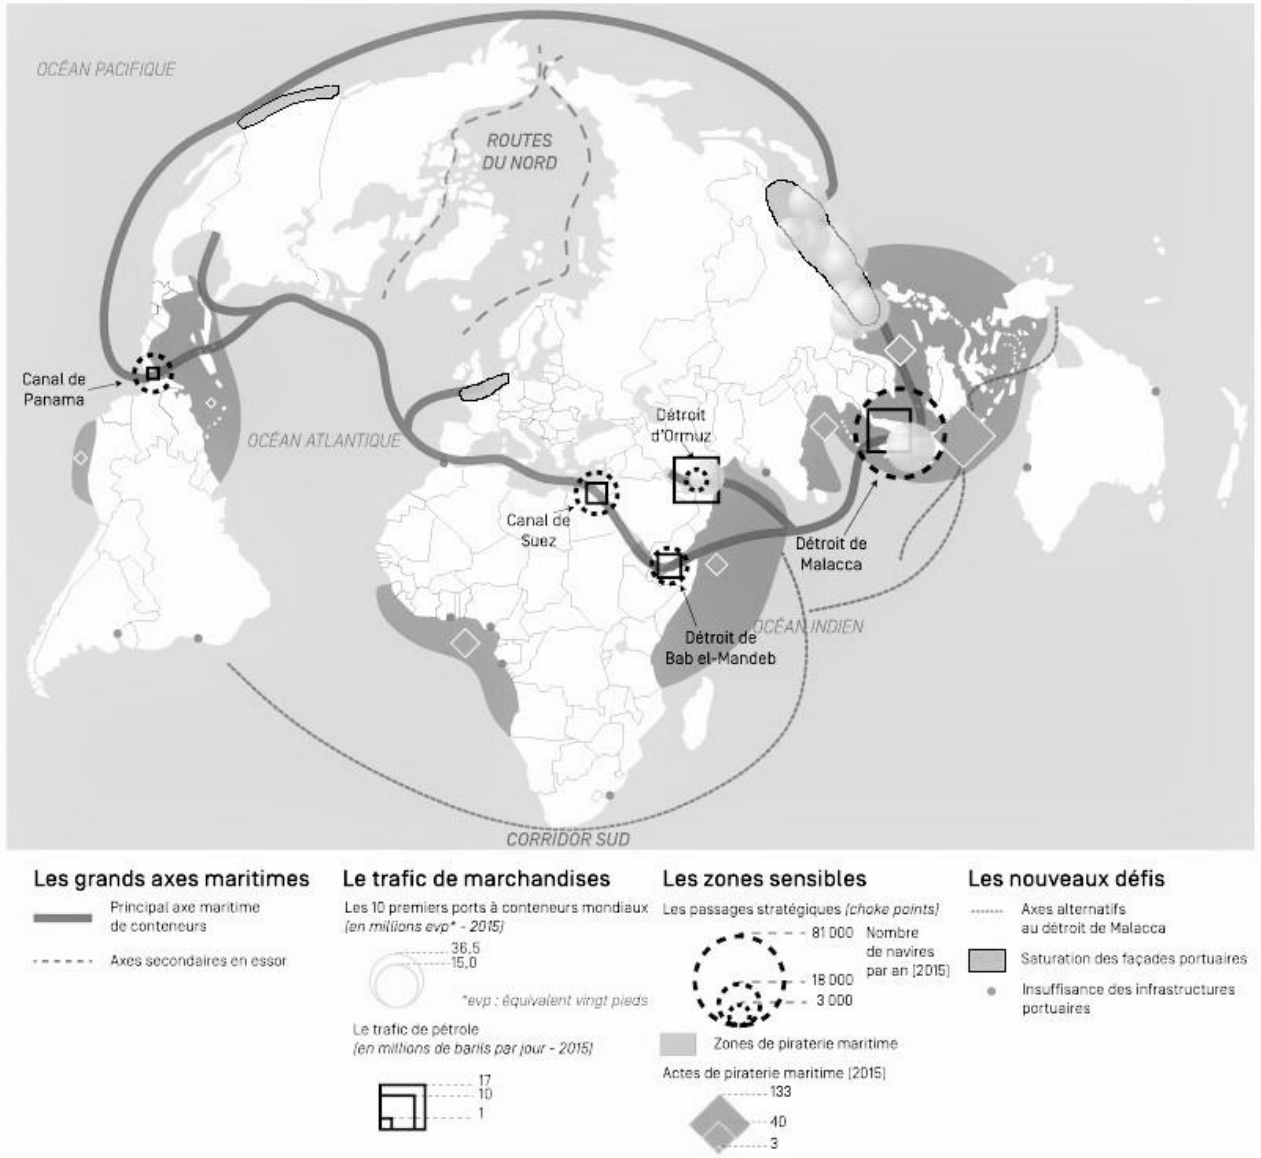 OCÉAN PACIFIQUE
ROUTES
DU NORD
Canal de
Panama
OCÉAN ATLANTIQUE
Détroit
d'Ormuz
Canal de
Suez
Détroit de
Malacca
OCÉAN INDIEN
Détroit de
Bab el-Mandeb
CORRIDOR SUD
Les grands axes maritimes
Principal axe maritime
de conteneurs
Axes secondaires en essor
Le trafic de marchandises
Les 10 premiers ports à conteneurs mondiaux
(en millions evp* - 2015)
36,5
15,0
*evp : équivalent vingt pieds
Le trafic de pétrole
(en millions de barils par jour - 2015)
17
10
1
Les zones sensibles
Les passages stratégiques (choke points)
81 000
Nombre
de navires
par an (2015)
18 000
3 000
Zones de piraterie maritime
Actes de piraterie maritime (2015)
133
40
3
Les nouveaux défis
Axes alternatifs
au détroit de Malacca
Saturation des façades portuaires
Insuffisance des infrastructures
portuaires